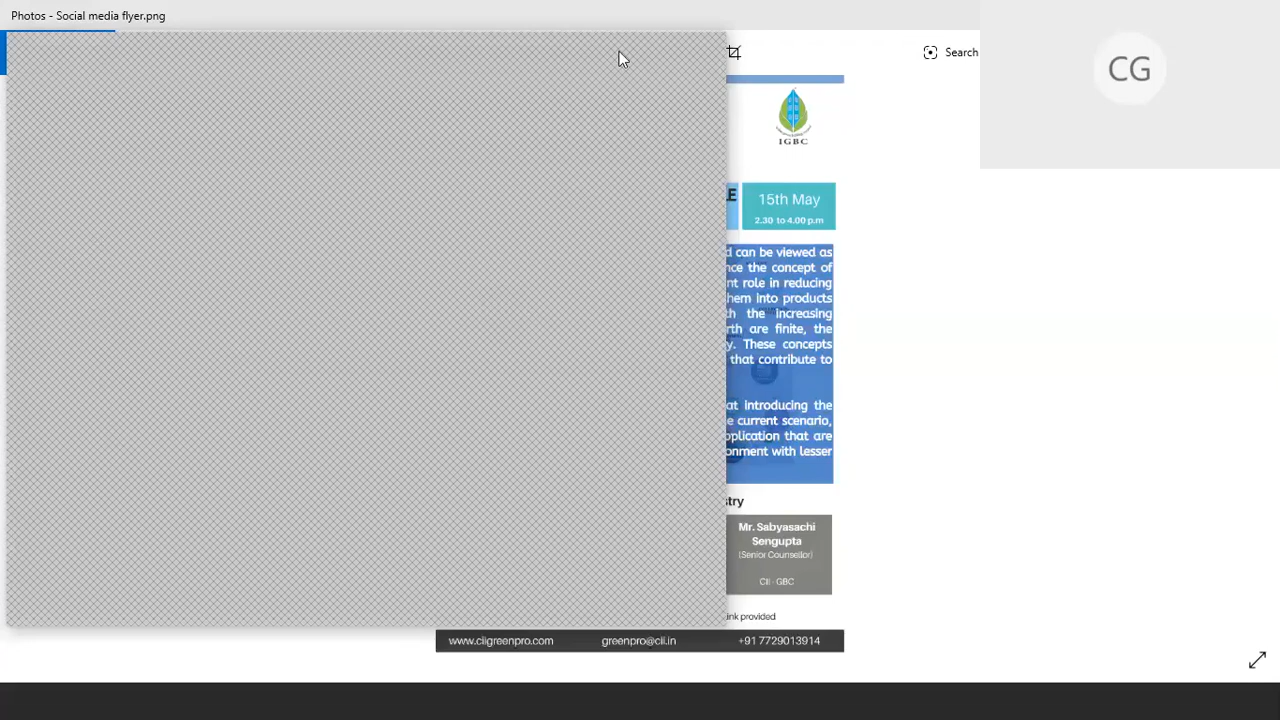 Photos - Social media flyer.png
Search
CG
IGBC
E
15th May
2.30 to 4.00 p.m
d can be viewed as
nce the concept of
nt role in reducing
hem into products
th the increasing
rth are finite, the
y. These concepts
that contribute to
at introducing the
e current scenario,
pplication that are
onment with lesser
stry
Mr. Sabyasachi
Sengupta
(Senior Counsellor)
CII - GBC
link provided
www.ciigreenpro.com greenpro@cii.in +91 7729013914